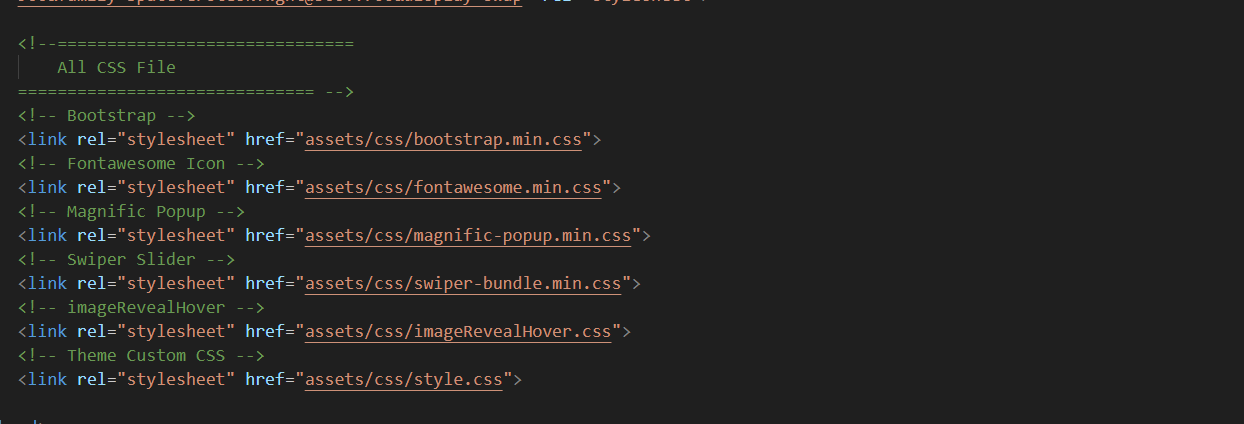 <!--==============================
All CSS File
============================== -->
<!-- Bootstrap -->
<link rel="stylesheet" href="assets/css/bootstrap.min.css">
<!-- Fontawesome Icon -->
<link rel="stylesheet" href="assets/css/fontawesome.min.css">
<!-- Magnific Popup -->
<link rel="stylesheet" href="assets/css/magnific-popup.min.css">
<!-- Swiper Slider -->
<link rel="stylesheet" href="assets/css/swiper-bundle.min.css">
<!-- imageRevealHover -->
<link rel="stylesheet" href="assets/css/imageRevealHover.css">
<!-- Theme Custom CSS -->
<link rel="stylesheet" href="assets/css/style.css">